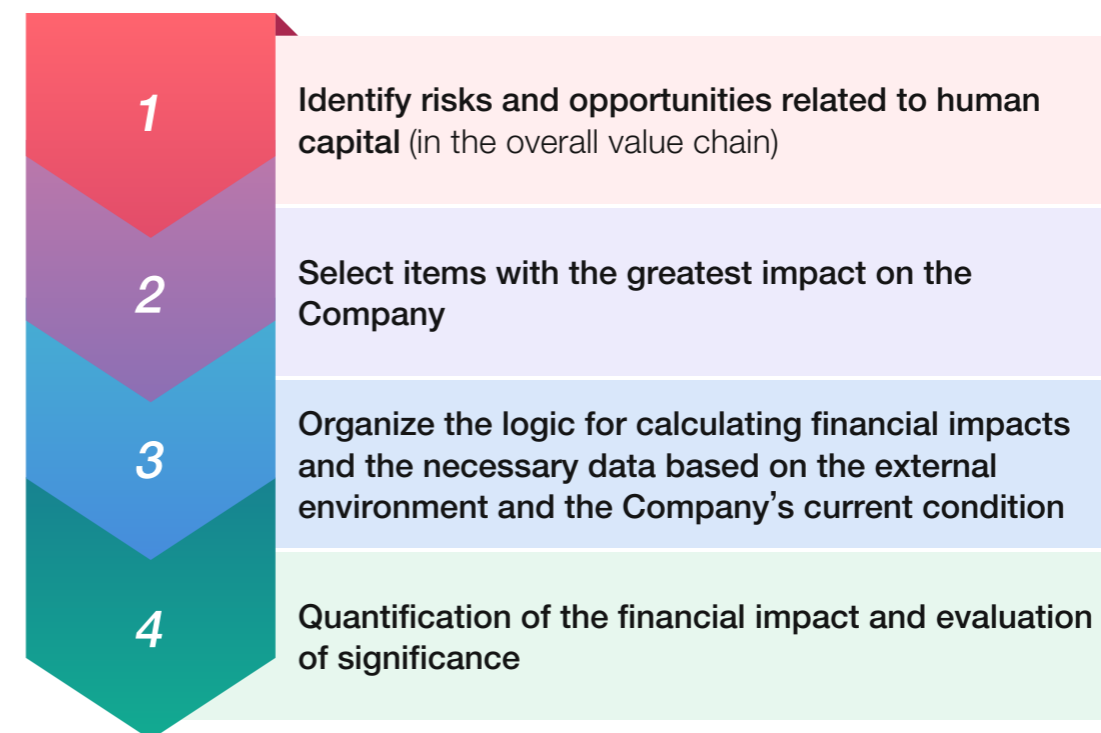 1
Identify risks and opportunities related to human
capital (in the overall value chain)
2
Select items with the greatest impact on the
Company
3
Organize the logic for calculating financial impacts
and the necessary data based on the external
environment and the Company’s current condition
4
Quantification of the financial impact and evaluation
of significance